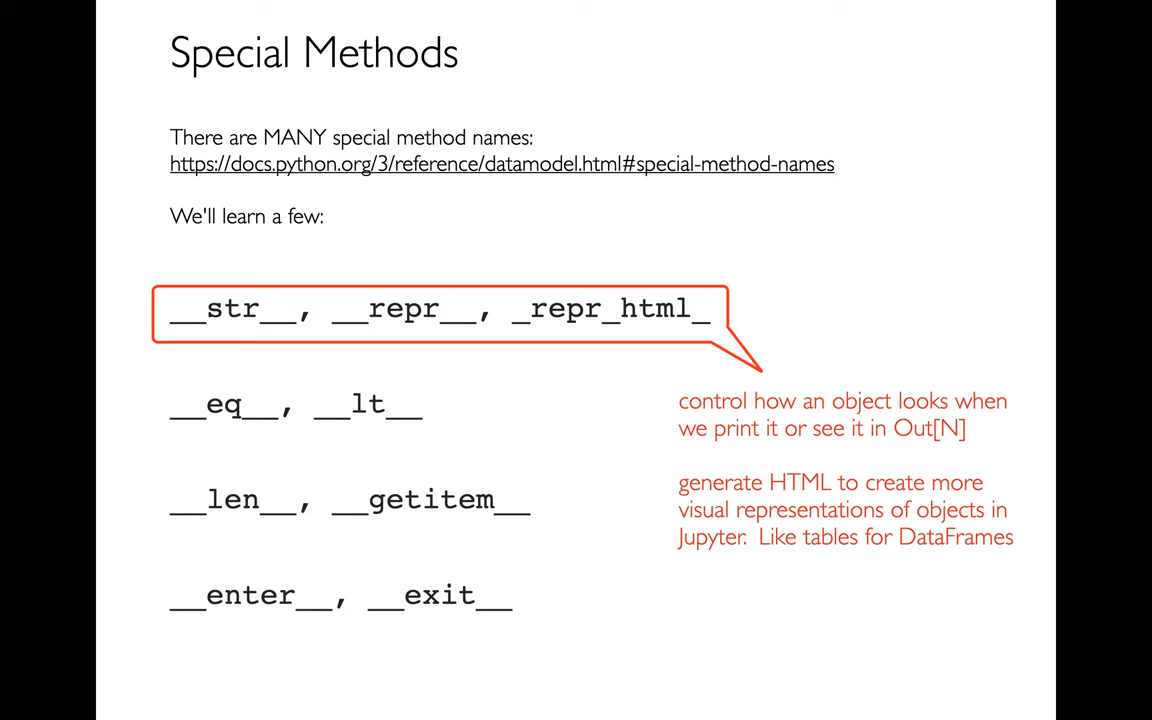 Special Methods
There are MANY special method names:
https://docs.python.org/3/reference/datamodel.html#special-method-names
We'll learn a few:
__str__, __repr__, _repr_html_
__eq__, __lt__
control how an object looks when
we print it or see it in Out[N]
generate HTML to create more
visual representations of objects in
Jupyter.  Like tables for DataFrames
__len__, __getitem__
__enter__, __exit__